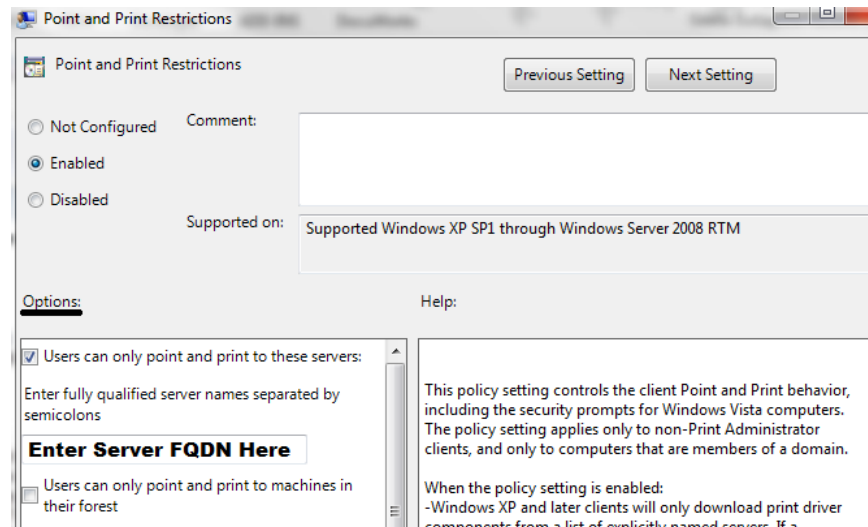 Point and Print Restrictions
Point and Print Restrictions
Previous Setting
Next Setting
Not Configured
Comment:
Enabled
Disabled
Supported on:
Supported Windows XP SP1 through Windows Server 2008 RTM
Options:
Help:
Users can only point and print to these servers:
Enter fully qualified server names separated by
semicolons
Enter Server FQDN Here
Users can only point and print to machines in
their forest
This policy setting controls the client Point and Print behavior,
including the security prompts for Windows Vista computers.
The policy setting applies only to non-Print Administrator
clients, and only to computers that are members of a domain.
When the policy setting is enabled:
-Windows XP and later clients will only download print driver
components from a list of explicitly named servers. If a